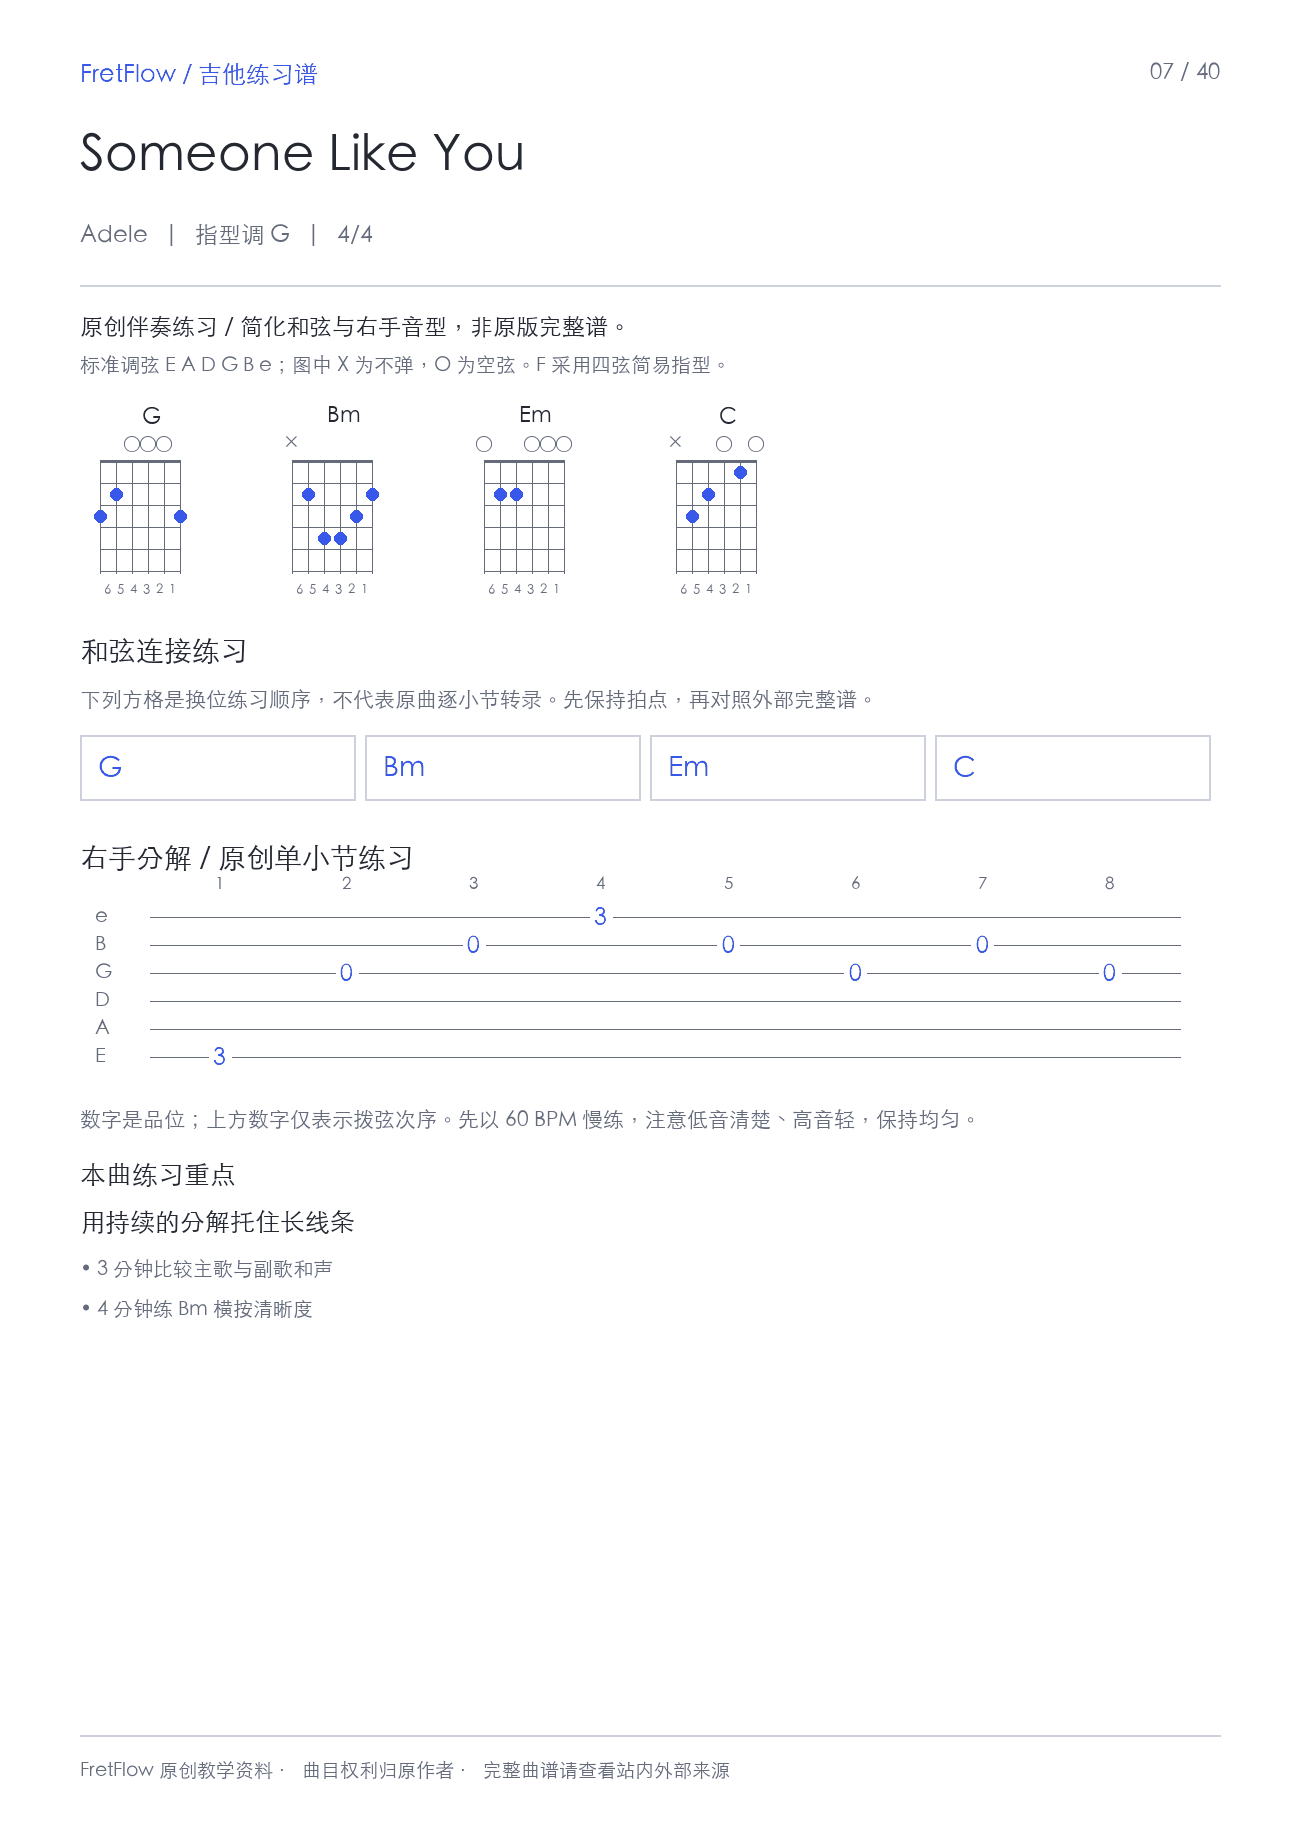 FretFlow / 吉他练习谱
07 / 40
Someone Like You
Adele | 指型调 G | 4/4
原创伴奏练习 / 简化和弦与右手音型，非原版完整谱。
标准调弦 E A D G B e；图中 X 为不弹，O 为空弦。F 采用四弦简易指型。
G Bm Em C
× ×
6 5 4 3 2 1 6 5 4 3 2 1 6 5 4 3 2 1 6 5 4 3 2 1
和弦连接练习
下列方格是换位练习顺序，不代表原曲逐小节转录。先保持拍点，再对照外部完整谱。
G Bm Em C
右手分解 / 原创单小节练习
1 2 3 4 5 6 7 8
e 3
B 0 0 0
G 0 0 0
D
A
E 3
数字是品位；上方数字仅表示拨弦次序。先以 60 BPM 慢练，注意低音清楚、高音轻，保持均匀。
本曲练习重点
用持续的分解托住长线条
• 3 分钟比较主歌与副歌和声
• 4 分钟练 Bm 横按清晰度
FretFlow 原创教学资料 · 曲目权利归原作者 · 完整曲谱请查看站内外部来源